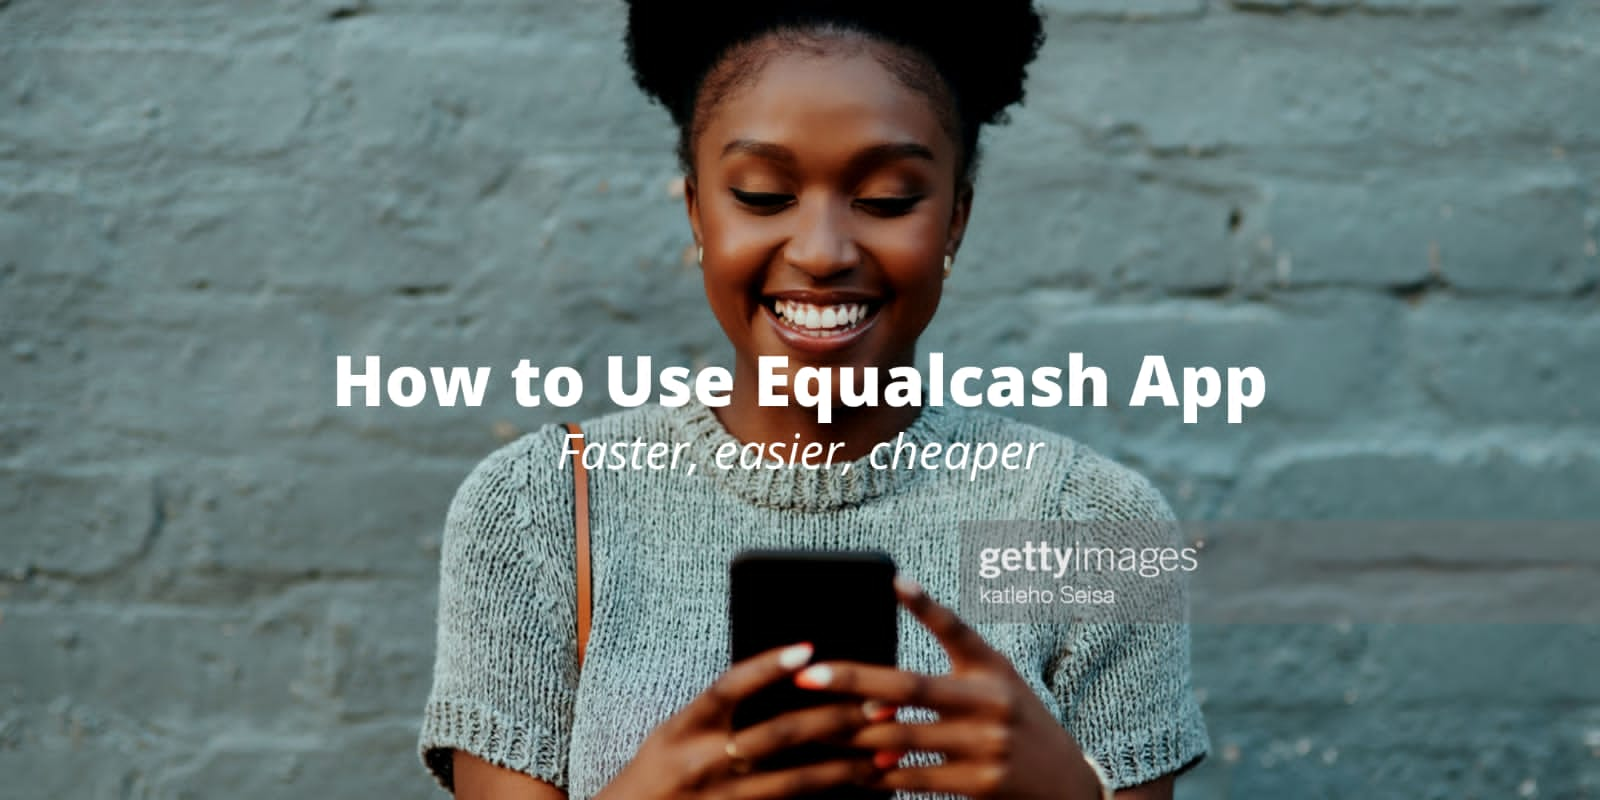 How to Use Equalcash App
Faster, easier, cheaper
gettyimages
katleho Seisa